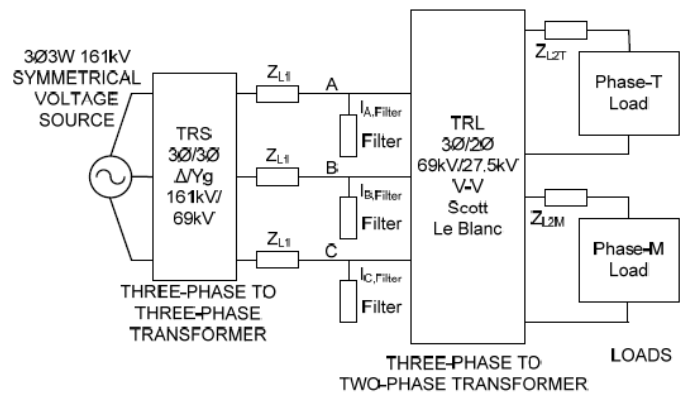 3Ø3W 161kV
SYMMETRICAL
VOLTAGE
SOURCE
TRS
3Ø/3Ø
Δ/Yg
161kV/
69kV
THREE-PHASE TO
THREE-PHASE
TRANSFORMER
ZL1
A
IA,Filter
Filter
ZL1
B
IB,Filter
Filter
ZL1
C
IC,Filter
Filter
TRL
3Ø/2Ø
69kV/27.5kV
V-V
Scott
Le Blanc
THREE-PHASE TO
TWO-PHASE TRANSFORMER
ZL2T
Phase-T
Load
ZL2M
Phase-M
Load
LOADS